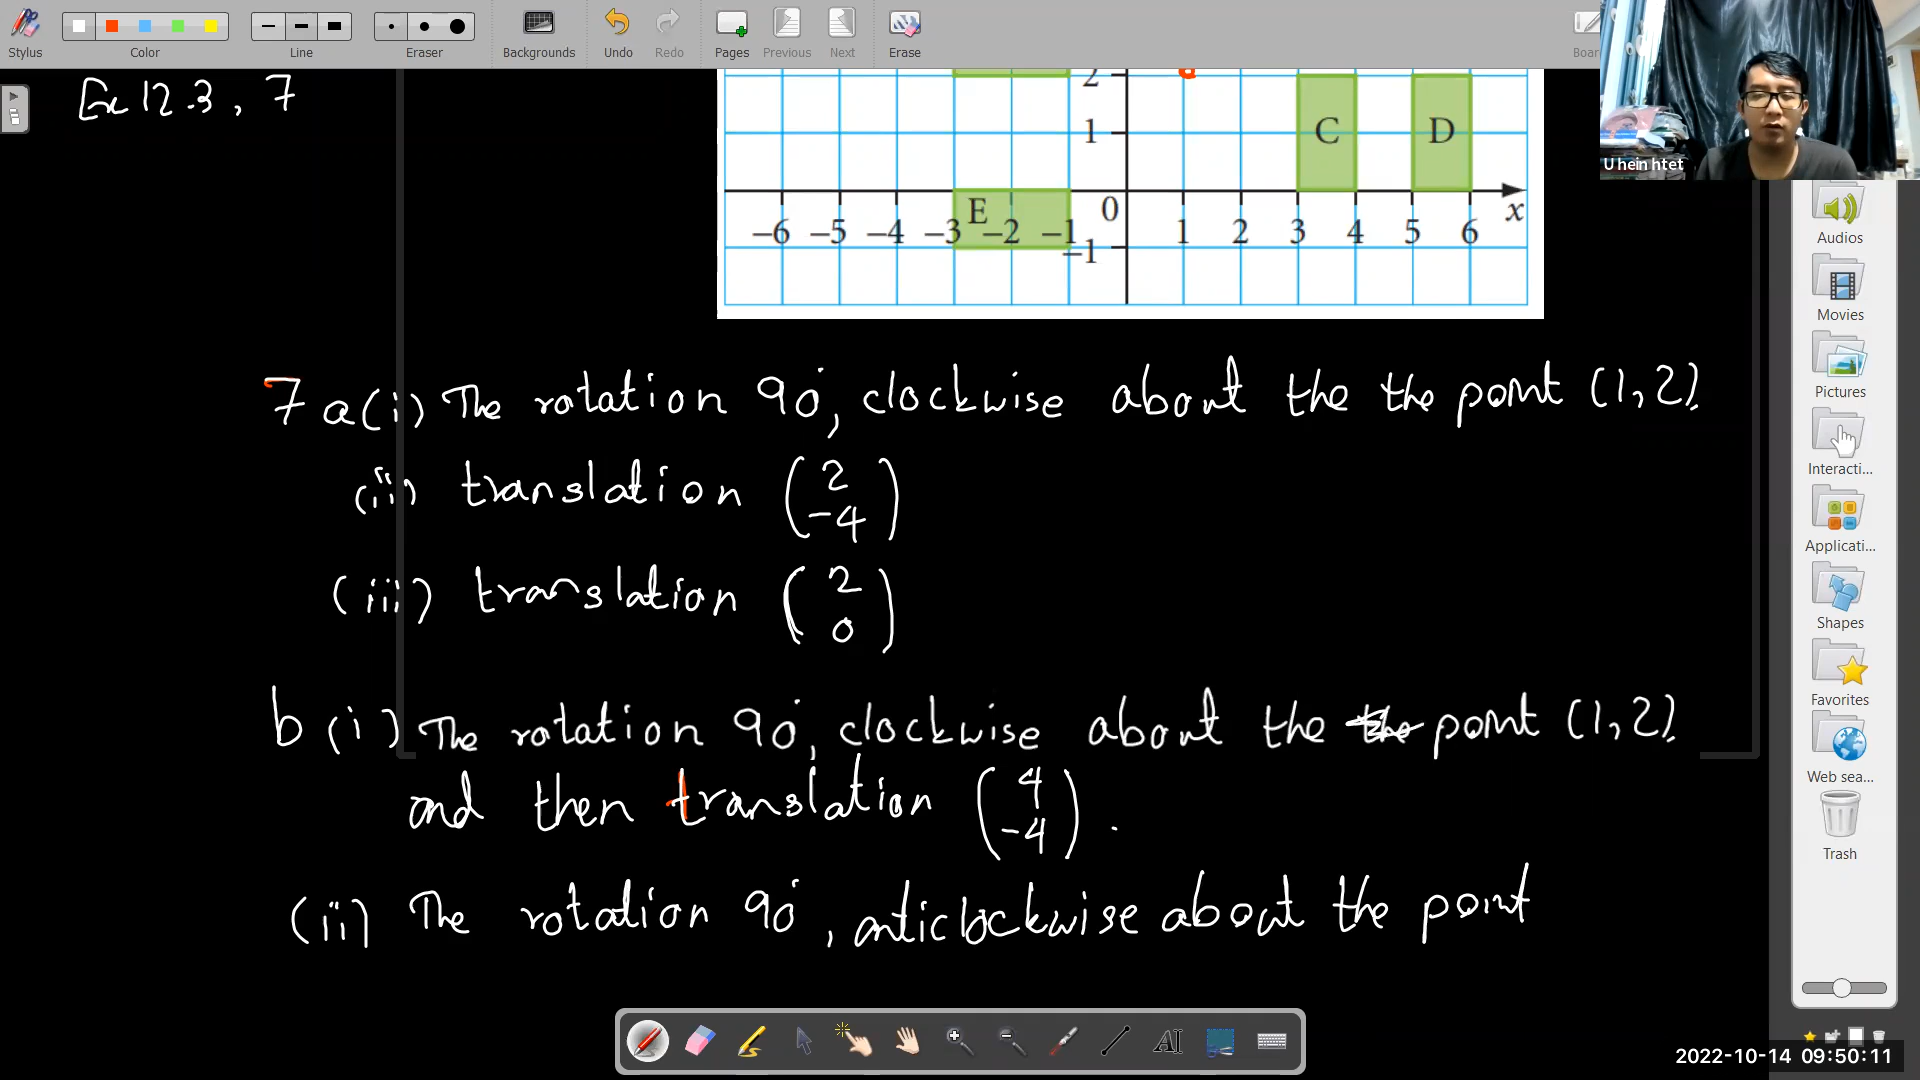 Stylus Color Line Eraser Backgrounds Undo Redo Pages Previous Next Erase
Ex 12.3, 7
2
1
C D
E 0 x
-6 -5 -4 -3 -2 -1 1 2 3 4 5 6
-1
U hein htet
Audios
Movies
Pictures
Interacti...
Applicati...
Shapes
Favorites
Web sea...
Trash
7 a(i) The rotation 90°, clockwise about the the point (1,2).
(ii) translation (2 -4)
(iii) translation (2 0)
b (i) The rotation 90°, clockwise about the the point (1,2).
and then translation (4 -4).
(ii) The rotation 90°, anticlockwise about the point
2022-10-14 09:50:11